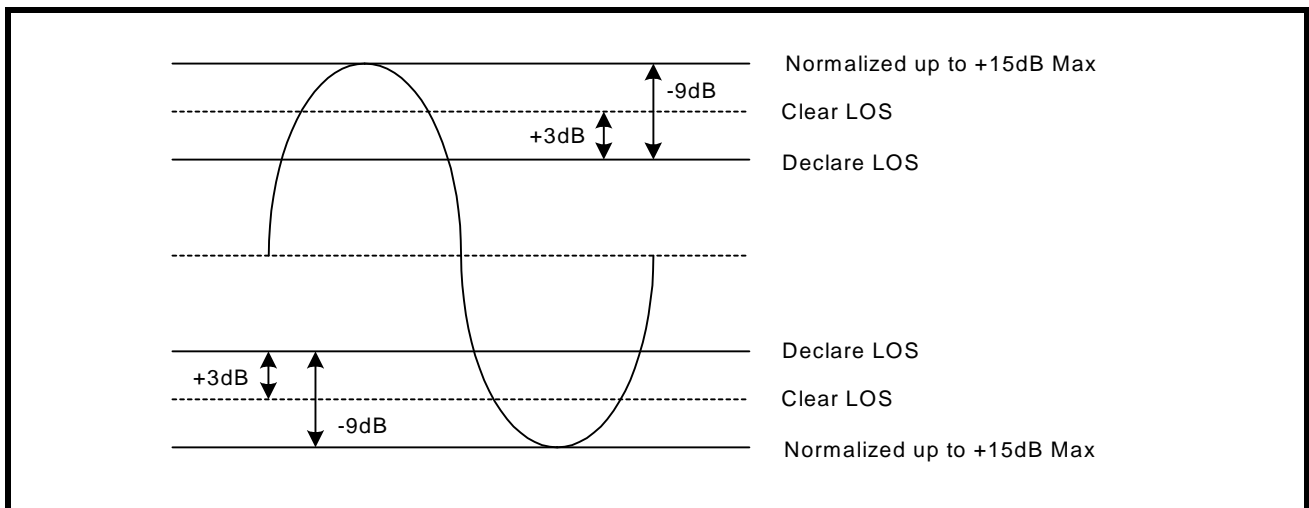 Normalized up to +15dB Max
-9dB
Clear LOS
+3dB
Declare LOS
Declare LOS
+3dB
Clear LOS
-9dB
Normalized up to +15dB Max